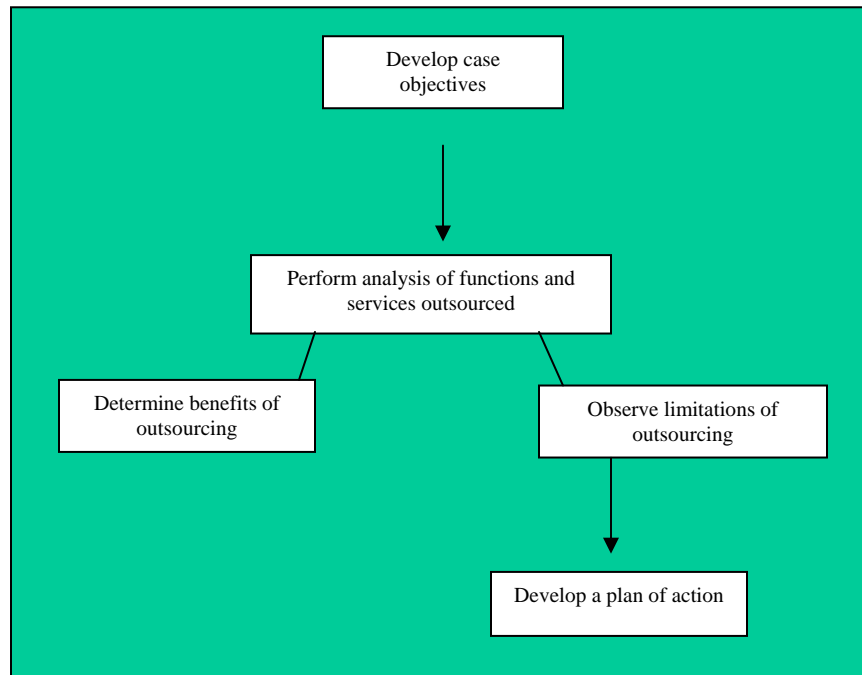 Develop case
objectives
Perform analysis of functions and
services outsourced
Determine benefits of
outsourcing
Observe limitations of
outsourcing
Develop a plan of action